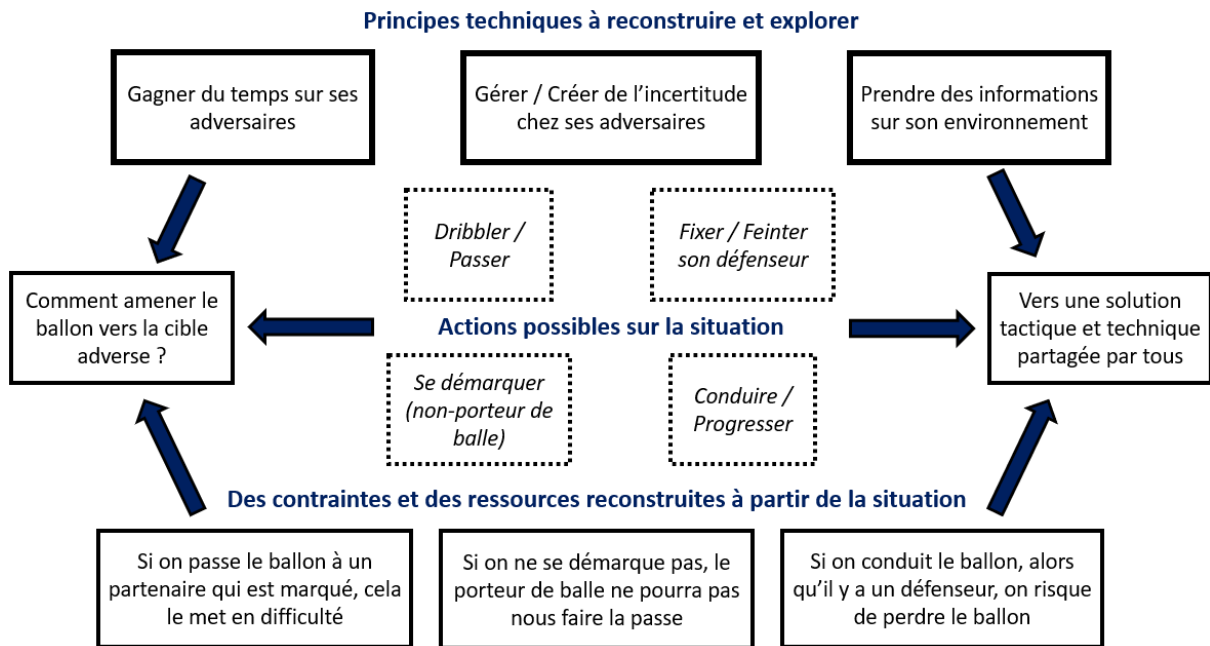 Principes techniques à reconstruire et explorer
Gagner du temps sur ses
adversaires
Gérer / Créer de l’incertitude
chez ses adversaires
Prendre des informations
sur son environnement
Dribbler /
Passer
Fixer / Feinter
son défenseur
Comment amener le
ballon vers la cible
adverse ?
Actions possibles sur la situation
Vers une solution
tactique et technique
partagée par tous
Se démarquer
(non-porteur de
balle)
Conduire /
Progresser
Des contraintes et des ressources reconstruites à partir de la situation
Si on passe le ballon à un
partenaire qui est marqué, cela
le met en difficulté
Si on ne se démarque pas, le
porteur de balle ne pourra pas
nous faire la passe
Si on conduit le ballon, alors
qu’il y a un défenseur, on risque
de perdre le ballon